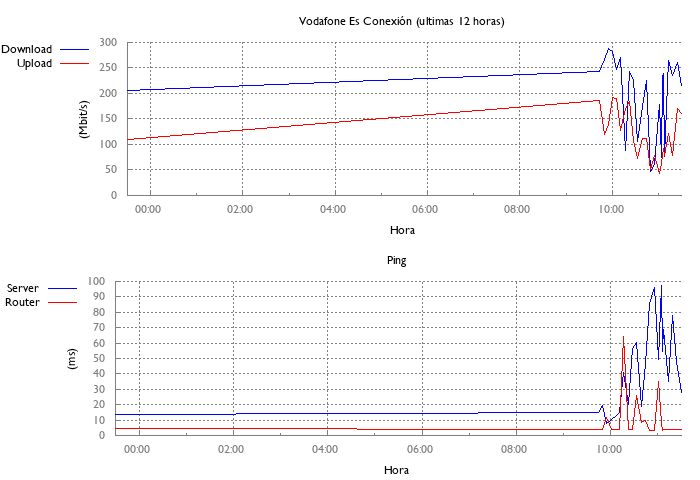 Vodafone Es Conexión (ultimas 12 horas)
Download
Upload
300
250
200
150
100
50
0
(Mbit/s)
00:00 02:00 04:00 06:00 08:00 10:00
Hora
Ping
Server
Router
100
90
80
70
60
50
40
30
20
10
0
(ms)
00:00 02:00 04:00 06:00 08:00 10:00
Hora